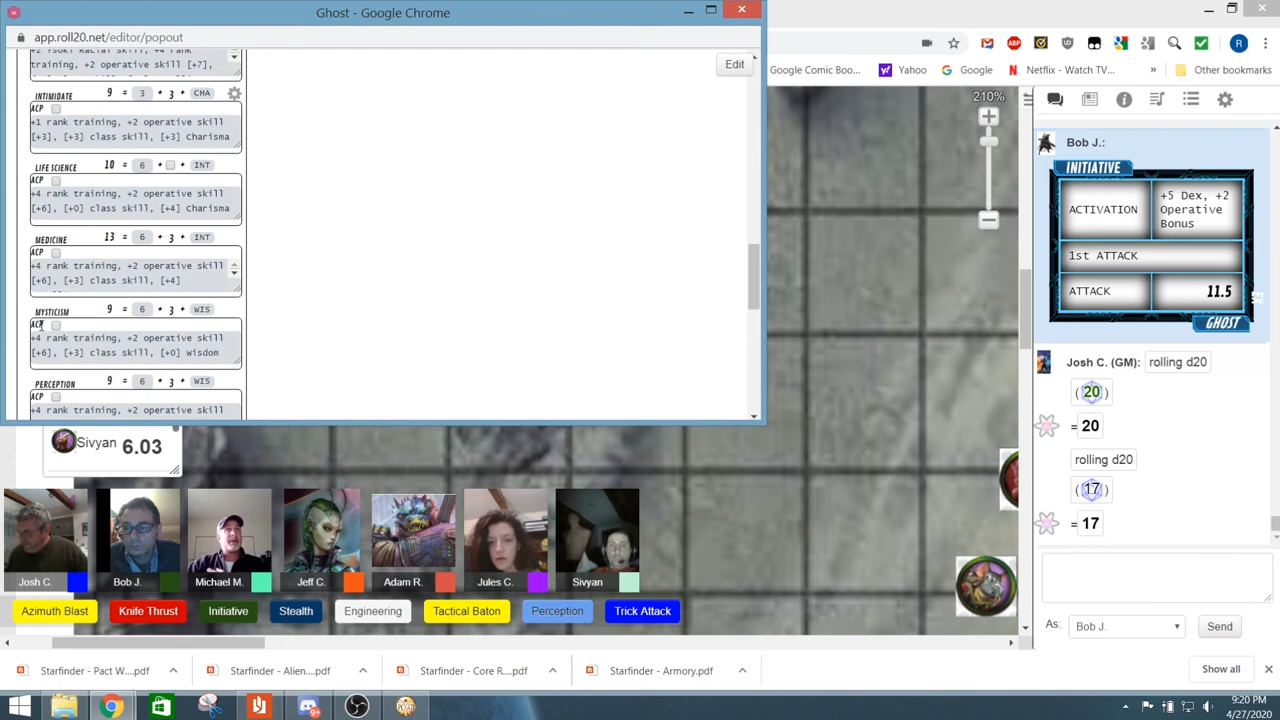 Ghost - Google Chrome
app.roll20.net/editor/popout
Edit
training, +2 operative skill [+7],
INTIMIDATE 9 = 3 + 3 + CHA
ACP
+1 rank training, +2 operative skill
[+3], [+3] class skill, [+3] Charisma
LIFE SCIENCE 10 = 6 + + INT
ACP
+4 rank training, +2 operative skill
[+6], [+0] class skill, [+4] Charisma
MEDICINE 13 = 6 + 3 + INT
ACP
+4 rank training, +2 operative skill
[+6], [+3] class skill, [+4]
MYSTICISM 9 = 6 + 3 + WIS
ACP
+4 rank training, +2 operative skill
[+6], [+3] class skill, [+0] Wisdom
PERCEPTION 9 = 6 + 3 + WIS
ACP
+4 rank training, +2 operative skill
Sivyan 6.03
Josh C.
Bob J.
Michael M.
Jeff C.
Adam R.
Jules C.
Sivyan
Azimuth Blast
Knife Thrust
Initiative
Stealth
Engineering
Tactical Baton
Perception
Trick Attack
ABP
R
Google Comic Boo...
Yahoo
Google
Netflix - Watch TV...
»
Other bookmarks
210%
Bob J.:
INITIATIVE
ACTIVATION
+5 Dex, +2
Operative
Bonus
1st ATTACK
ATTACK 11.5
GHOST
Josh C. (GM): rolling d20
(20)
= 20
rolling d20
(17)
= 17
As: Bob J.
Send
Starfinder - Pact W....pdf
Starfinder - Alien....pdf
Starfinder - Core R....pdf
Starfinder - Armory.pdf
Show all
9:20 PM
4/27/2020